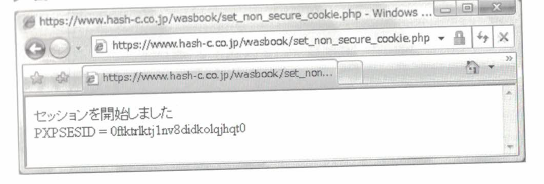 https://www.hash-c.co.jp/wasbook/set_non_secure_cookie.php - Windows ...
https://www.hash-c.co.jp/wasbook/set_non_secure_cookie.php
https://www.hash-c.co.jp/wasbook/set_non...
セッションを開始しました
PXPSESID = 0ftktrlktj1nv8didkolqjhqt0